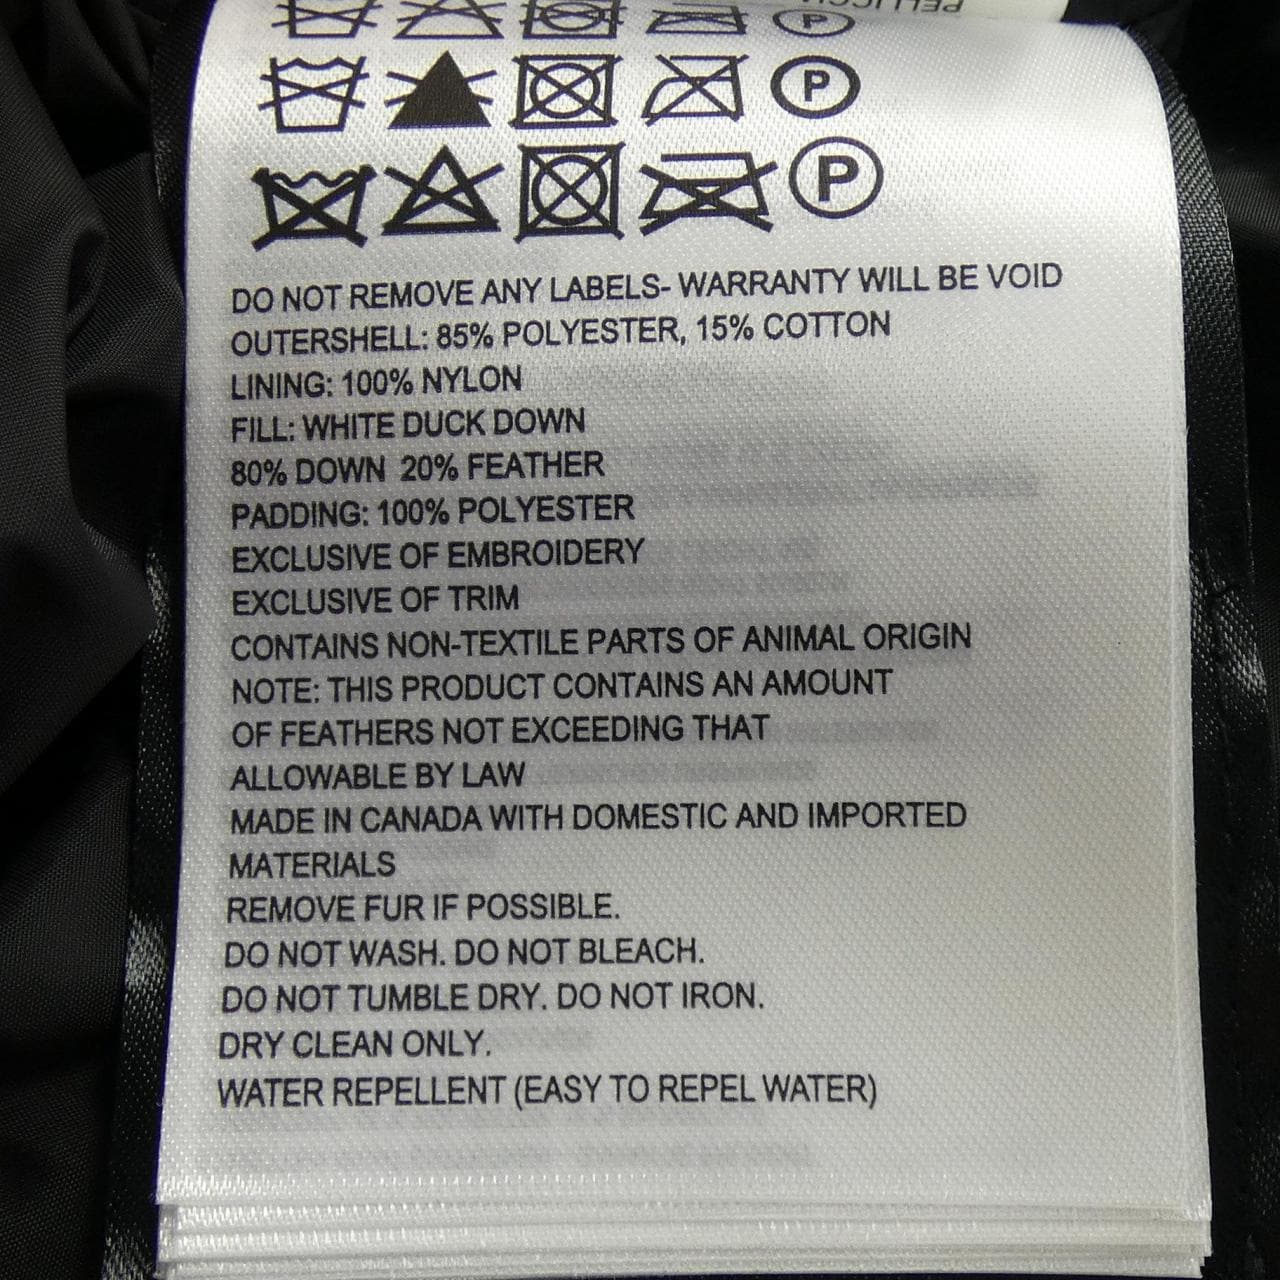 P
P
P
DO NOT REMOVE ANY LABELS- WARRANTY WILL BE VOID
OUTERSHELL: 85% POLYESTER, 15% COTTON
LINING: 100% NYLON
FILL: WHITE DUCK DOWN
80% DOWN 20% FEATHER
PADDING: 100% POLYESTER
EXCLUSIVE OF EMBROIDERY
EXCLUSIVE OF TRIM
CONTAINS NON-TEXTILE PARTS OF ANIMAL ORIGIN
NOTE: THIS PRODUCT CONTAINS AN AMOUNT
OF FEATHERS NOT EXCEEDING THAT
ALLOWABLE BY LAW
MADE IN CANADA WITH DOMESTIC AND IMPORTED
MATERIALS
REMOVE FUR IF POSSIBLE.
DO NOT WASH. DO NOT BLEACH.
DO NOT TUMBLE DRY. DO NOT IRON.
DRY CLEAN ONLY.
WATER REPELLENT (EASY TO REPEL WATER)